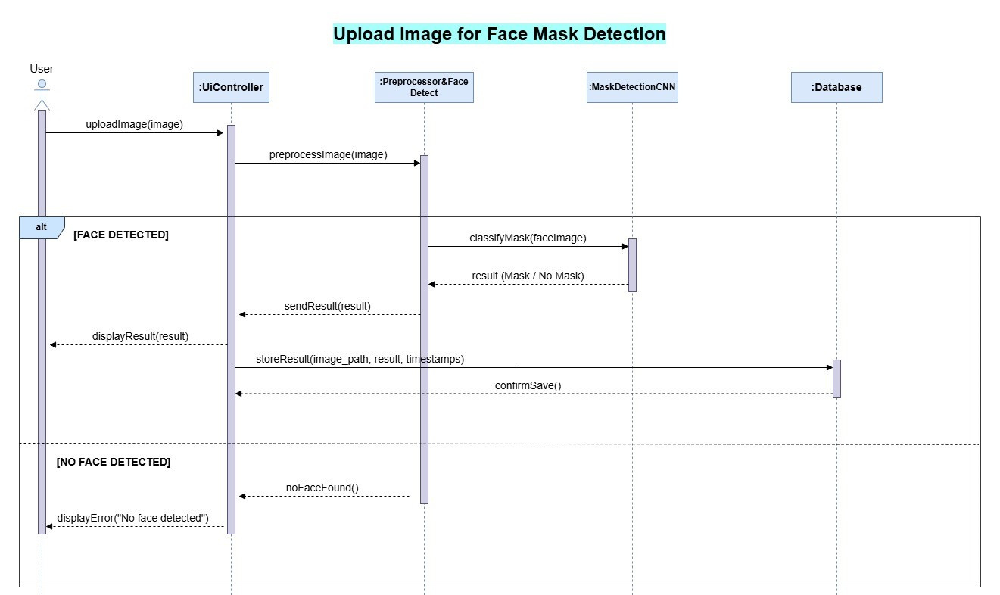 Upload Image for Face Mask Detection
User
:UiController
:Preprocessor&Face
Detect
:MaskDetectionCNN
:Database
uploadImage(image)
preprocessImage(image)
alt
[FACE DETECTED]
classifyMask(faceImage)
result (Mask / No Mask)
sendResult(result)
displayResult(result)
storeResult(image_path, result, timestamps)
confirmSave()
[NO FACE DETECTED]
noFaceFound()
displayError("No face detected")